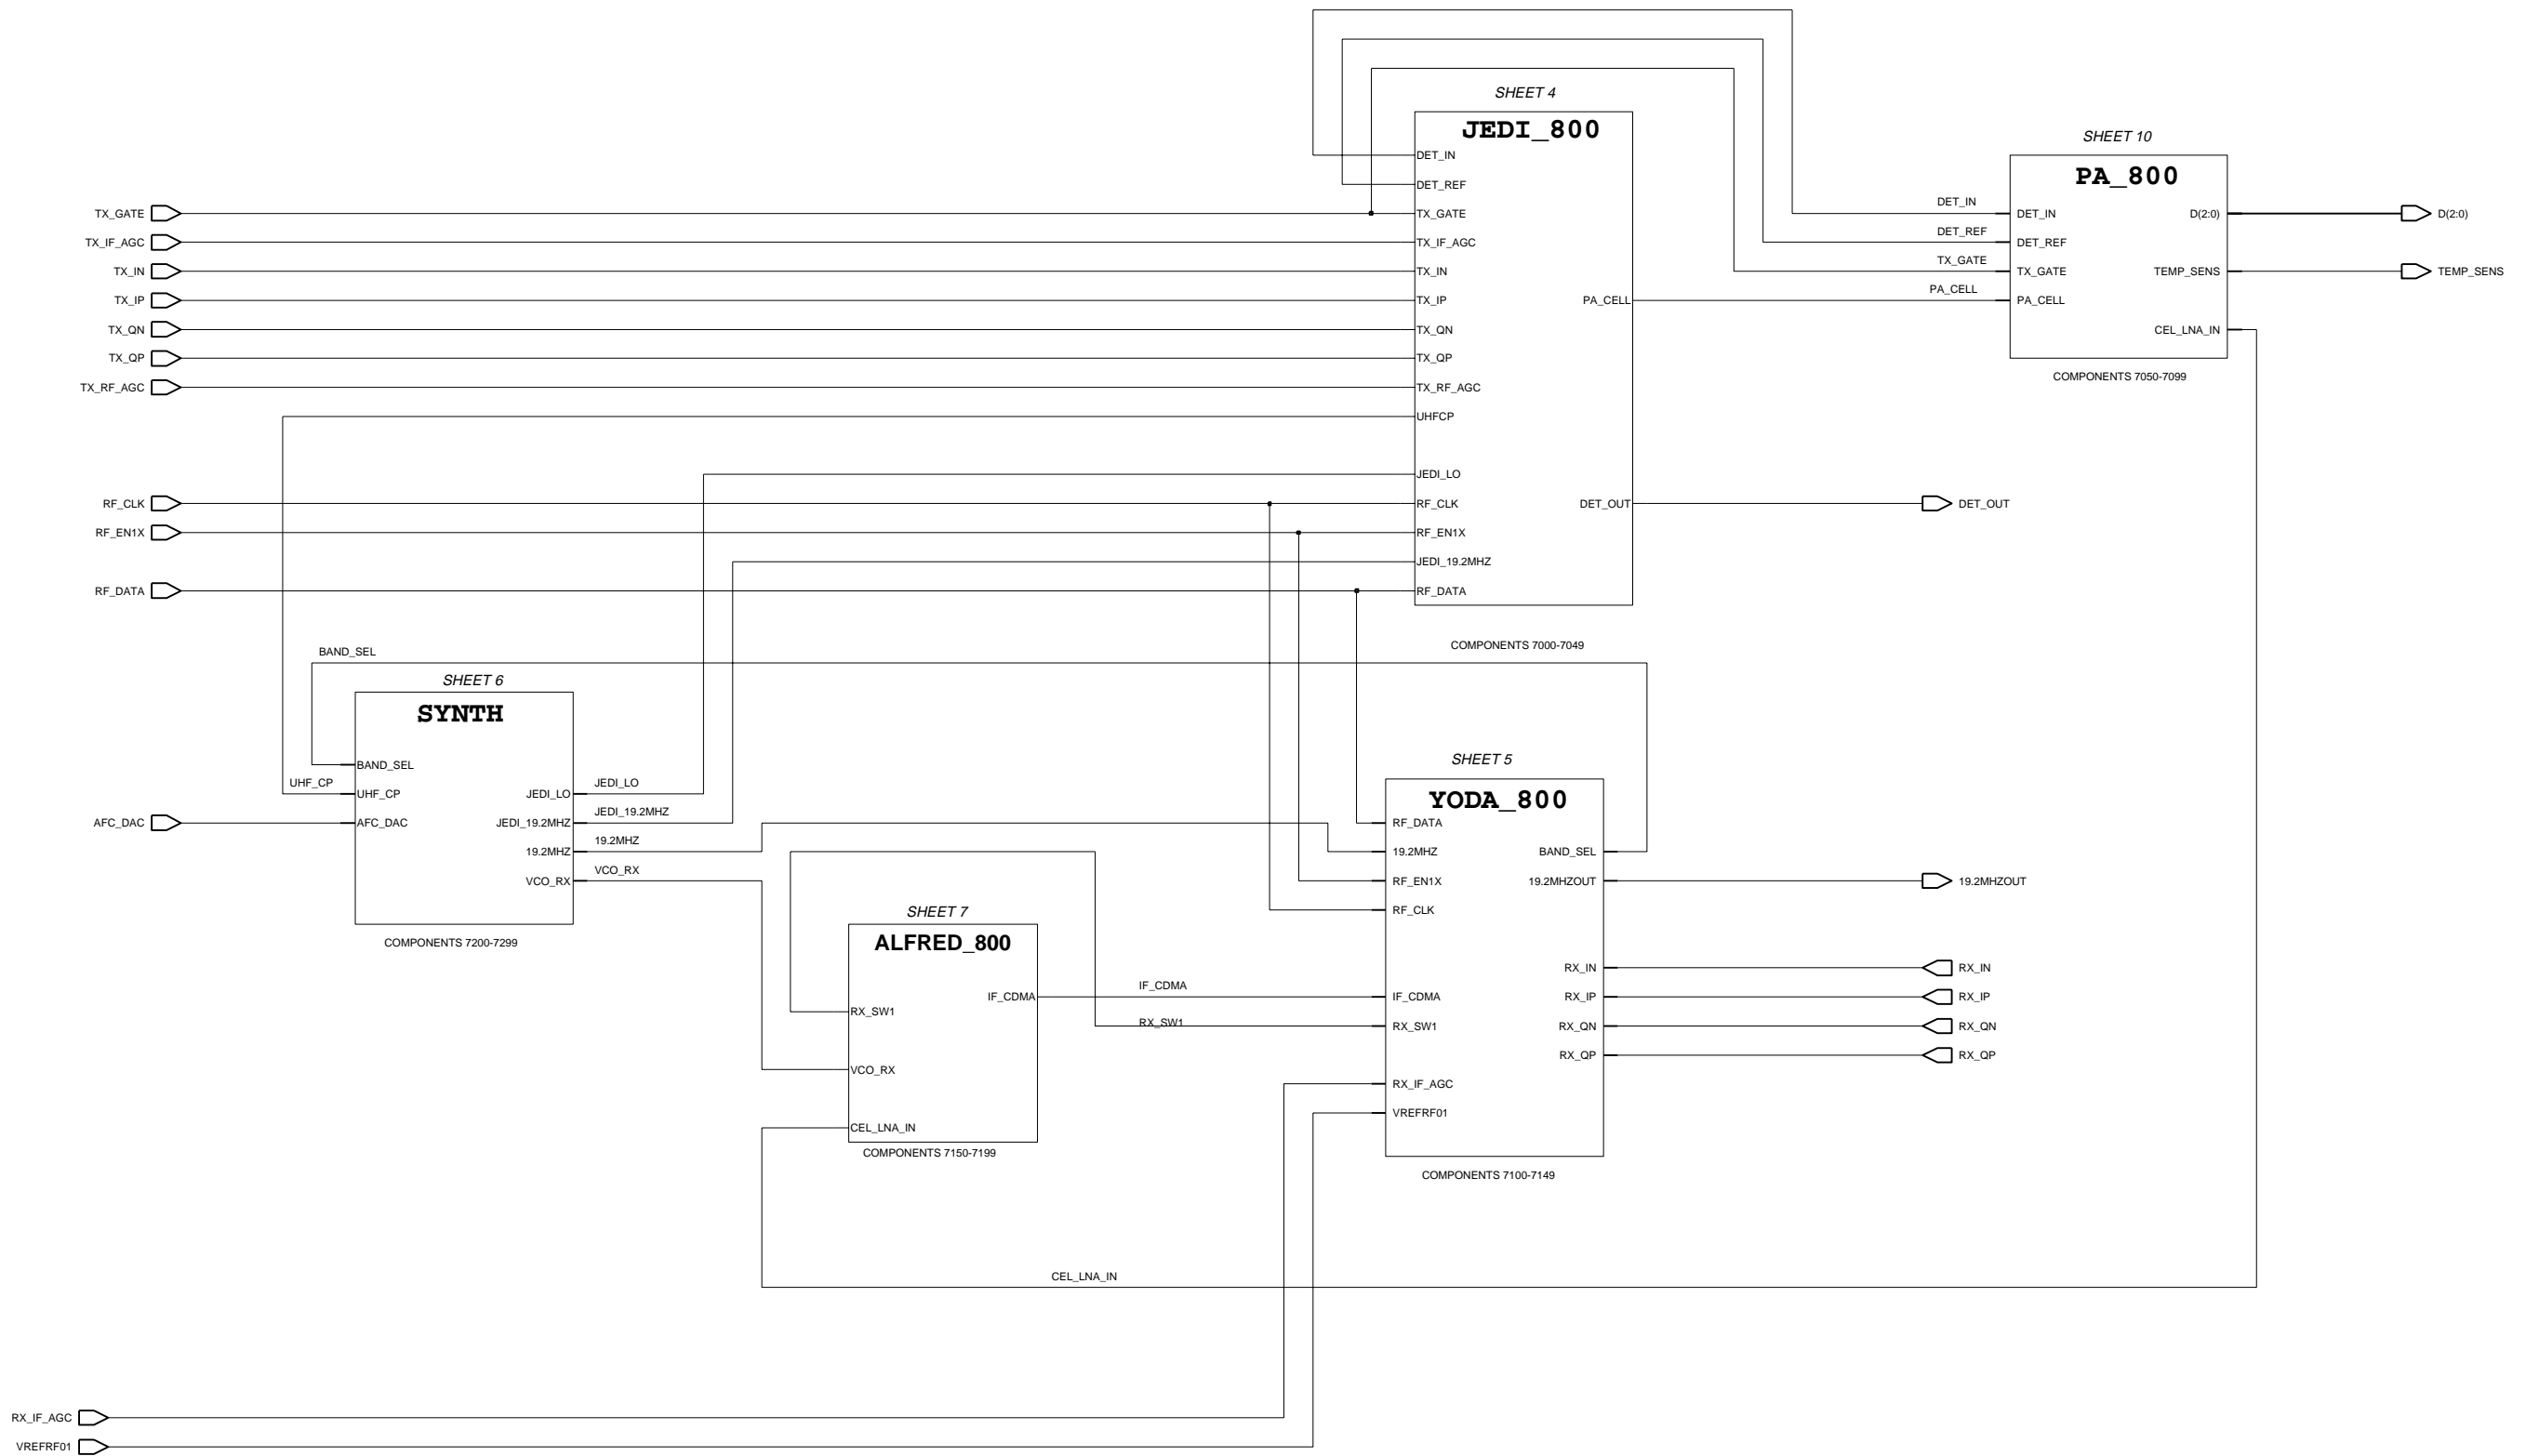 SHEET 4
JEDI_800
DET_IN
DET_REF
TX_GATE
TX_IF_AGC
TX_IN
TX_IP
TX_QN
TX_QP
TX_RF_AGC
UHFCP
JEDI_LO
RF_CLK
RF_EN1X
JEDI_19.2MHZ
RF_DATA
PA_CELL
DET_OUT
COMPONENTS 7000-7049
SHEET 10
PA_800
DET_IN
DET_REF
TX_GATE
PA_CELL
DET_IN
DET_REF
TX_GATE
PA_CELL
D(2:0)
TEMP_SENS
CEL_LNA_IN
COMPONENTS 7050-7099
D(2:0)
TEMP_SENS
DET_OUT
TX_GATE
TX_IF_AGC
TX_IN
TX_IP
TX_QN
TX_QP
TX_RF_AGC
RF_CLK
RF_EN1X
RF_DATA
BAND_SEL
SHEET 6
SYNTH
BAND_SEL
UHF_CP
UHF_CP
AFC_DAC
AFC_DAC
JEDI_LO
JEDI_19.2MHZ
19.2MHZ
VCO_RX
JEDI_LO
JEDI_19.2MHZ
19.2MHZ
VCO_RX
COMPONENTS 7200-7299
SHEET 7
ALFRED_800
RX_SW1
VCO_RX
CEL_LNA_IN
IF_CDMA
COMPONENTS 7150-7199
IF_CDMA
RX_SW1
SHEET 5
YODA_800
RF_DATA
19.2MHZ
RF_EN1X
RF_CLK
IF_CDMA
RX_SW1
RX_IF_AGC
VREFRF01
BAND_SEL
19.2MHZOUT
RX_IN
RX_IP
RX_QN
RX_QP
COMPONENTS 7100-7149
19.2MHZOUT
RX_IN
RX_IP
RX_QN
RX_QP
CEL_LNA_IN
RX_IF_AGC
VREFRF01